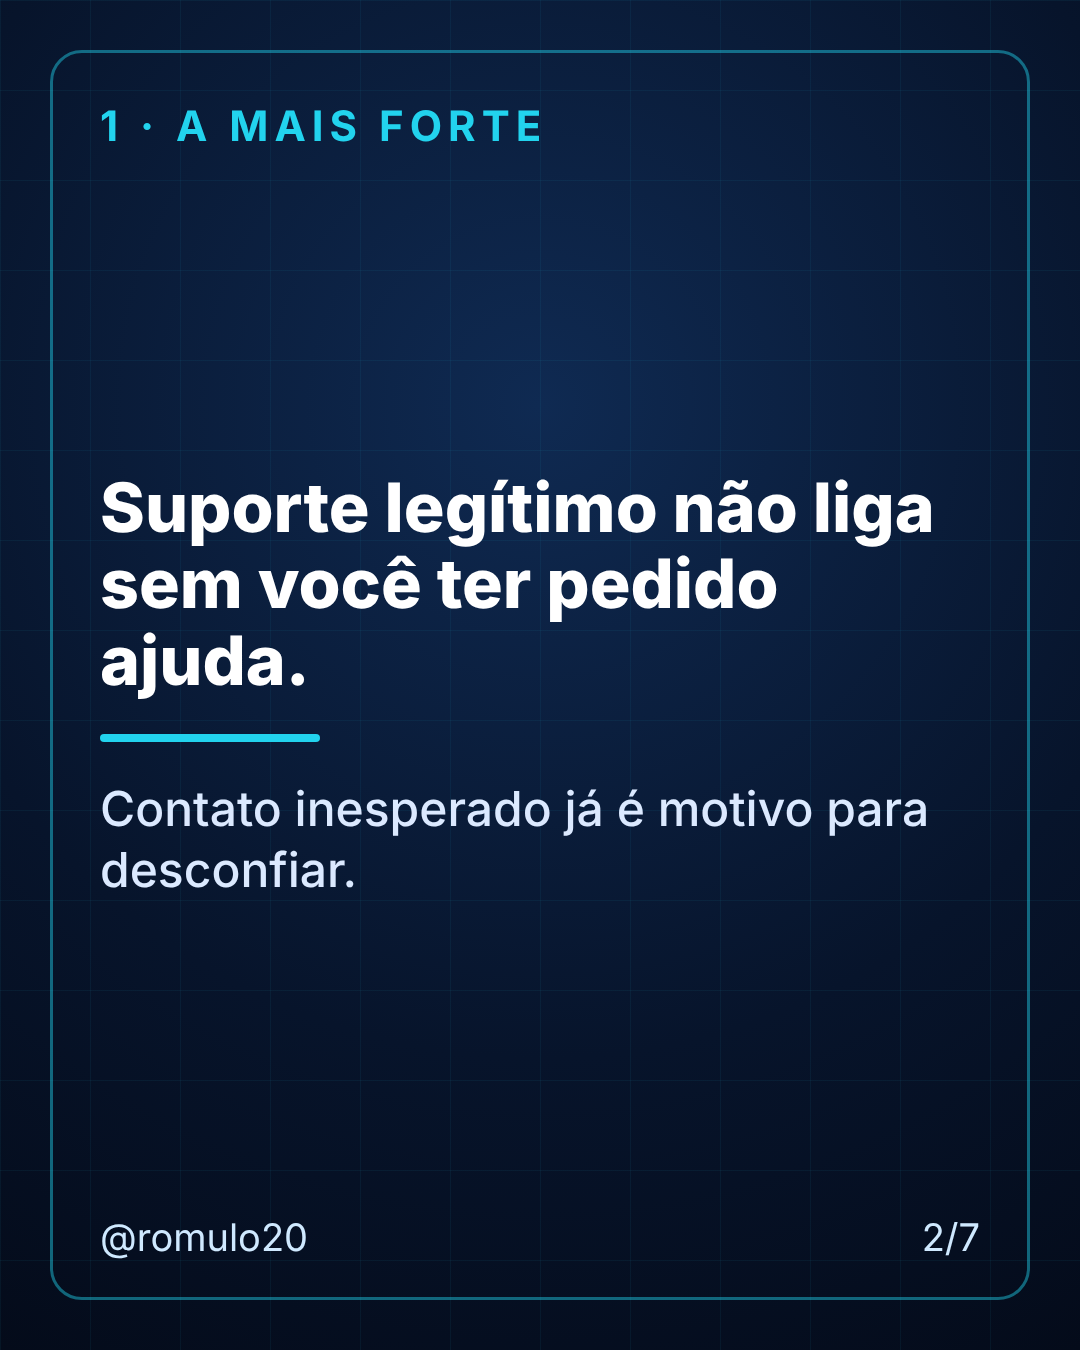 1 · A MAIS FORTE
Suporte legítimo não liga
sem você ter pedido
ajuda.
Contato inesperado já é motivo para
desconfiar.
@romulo20
2/7